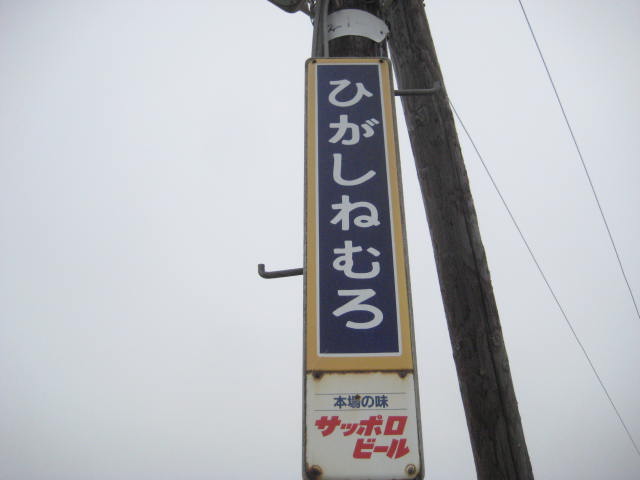 ひがしねむろ
本場の味
サッポロ
ビール